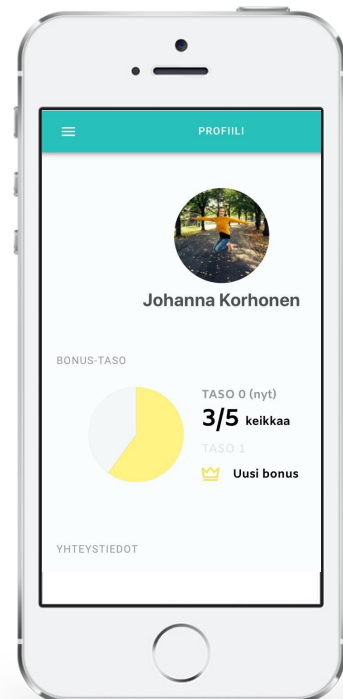 PROFIILI
Johanna Korhonen
BONUS-TASO
TASO 0 (nyt)
3/5 keikkaa
TASO 1
Uusi bonus
YHTEYSTIEDOT